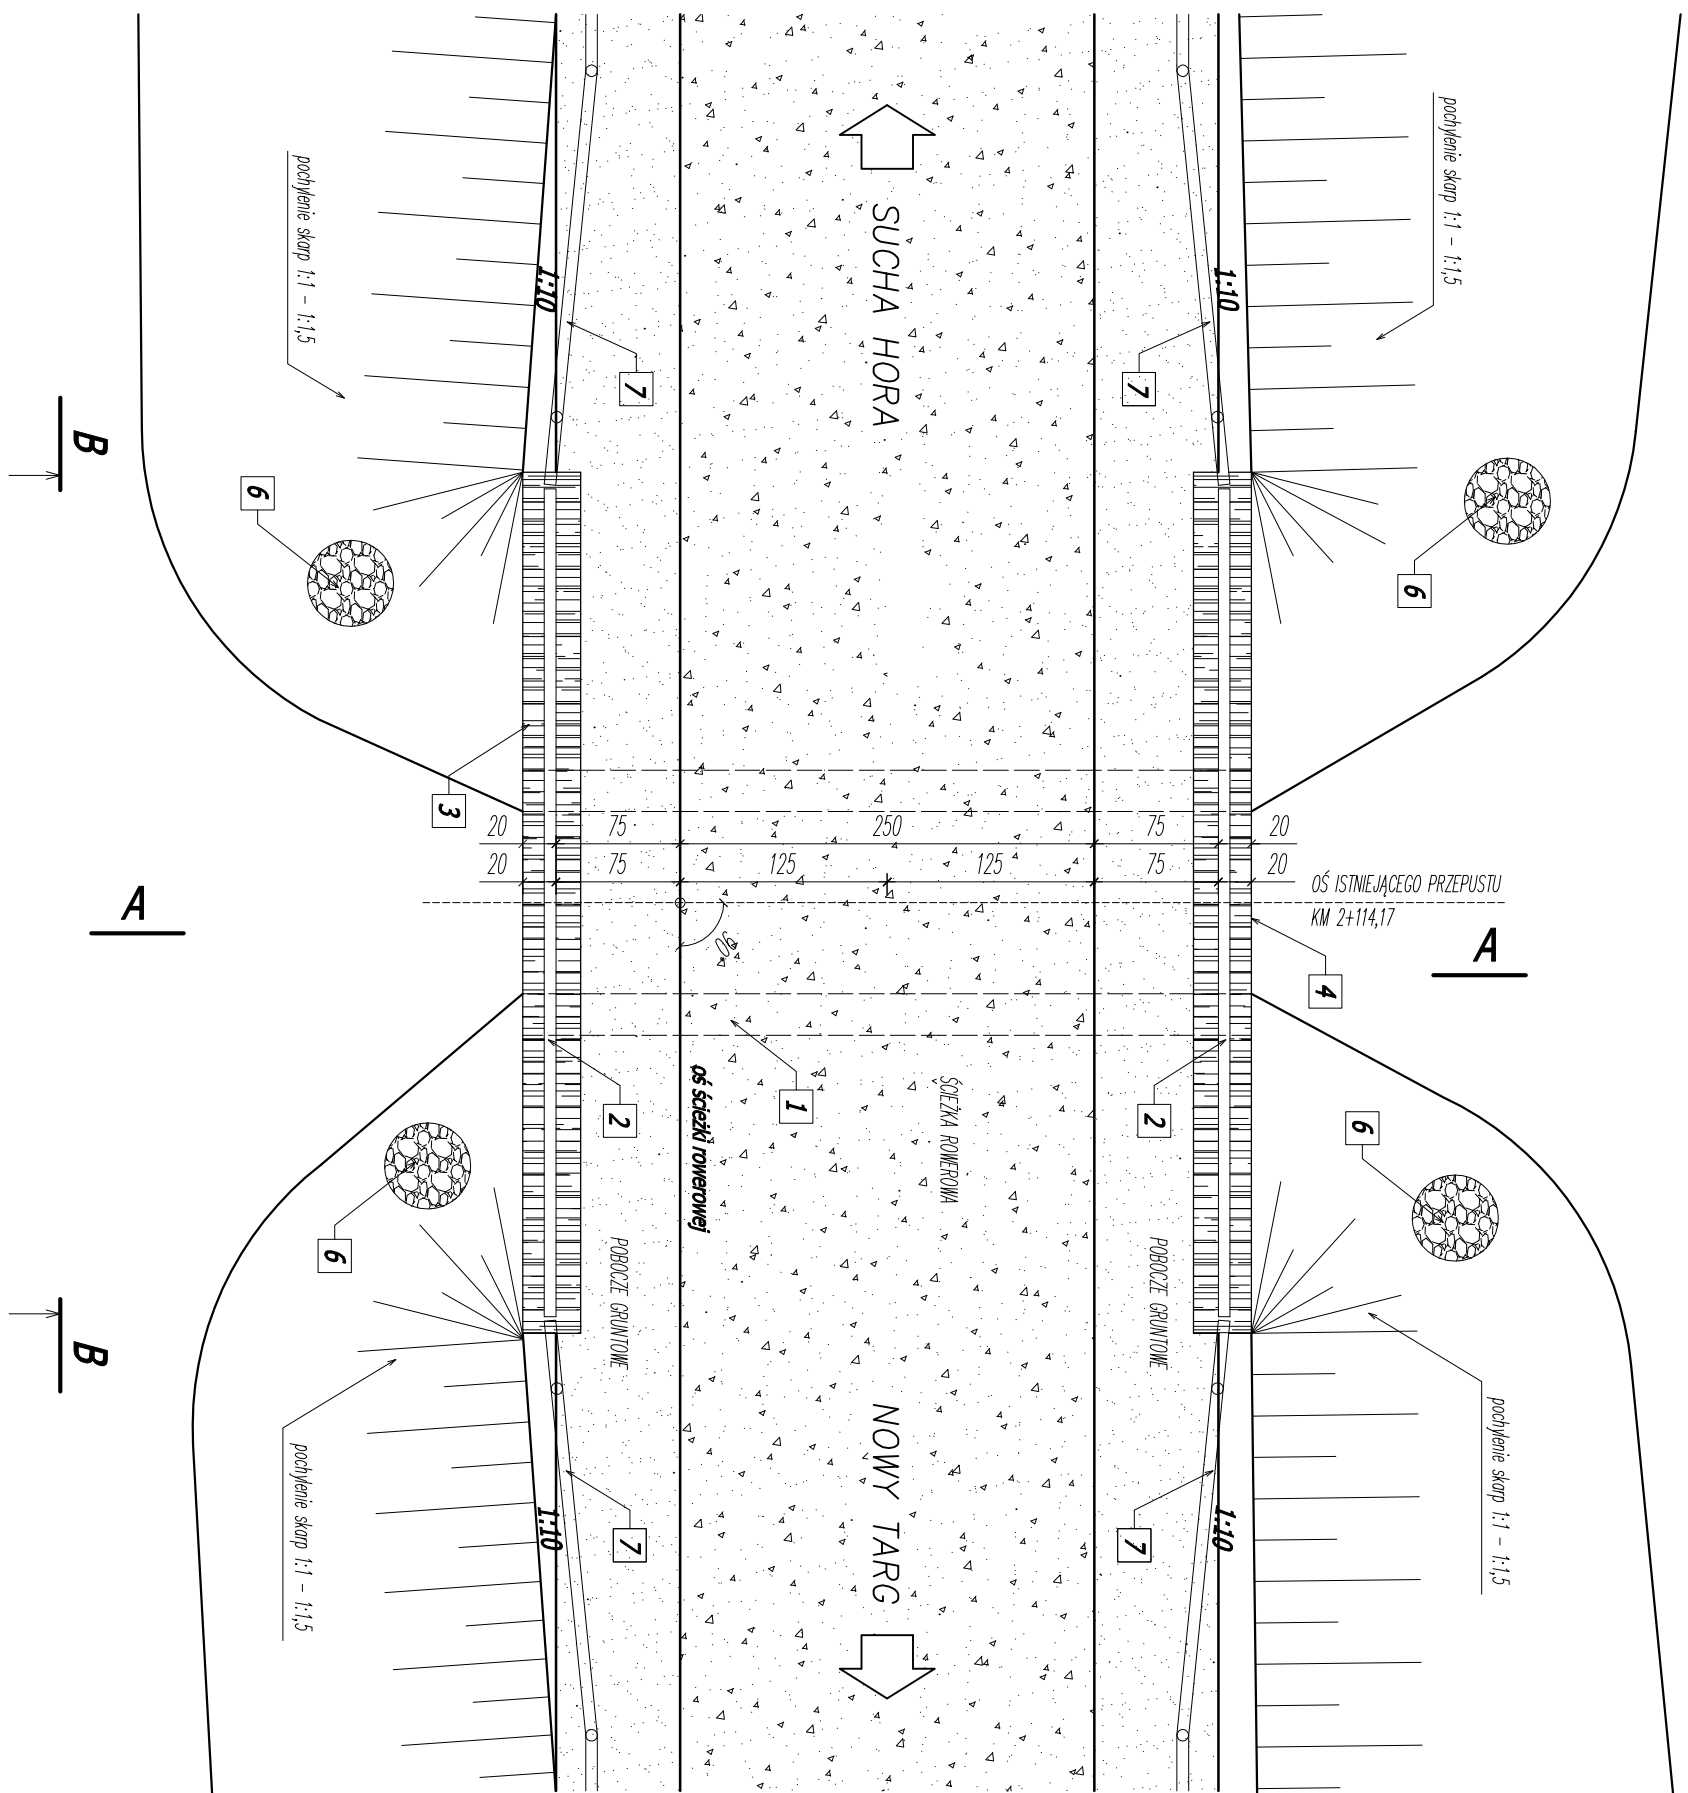 pochylenie skarp 1:1 - 1:1,5
pochylenie skarp 1:1 - 1:1,5
SUCHA HORA
1:10
1:10
7
7
B
6
6
3
20
75
250
75
20
20
75
125
125
75
20
OŚ ISTNIEJĄCEGO PRZEPUSTU
KM 2+114,17
A
A
90°
4
1
2
2
6
6
oś ścieżki rowerowej
ŚCIEŻKA ROWEROWA
POBOCZE GRUNTOWE
POBOCZE GRUNTOWE
B
NOWY TARG
pochylenie skarp 1:1 - 1:1,5
pochylenie skarp 1:1 - 1:1,5
1:10
1:10
7
7